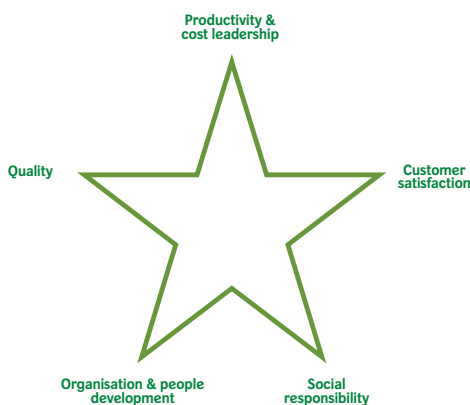 Productivity &
cost leadership
Quality
Customer
satisfaction
Organisation & people
development
Social
responsibility